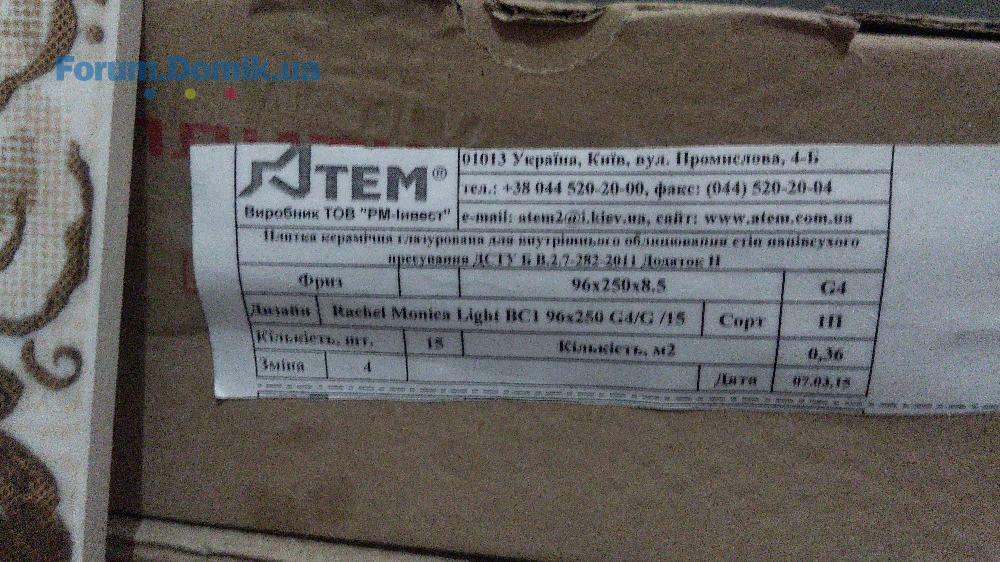 Forum.Domik.ua
ATEM®
Виробник ТОВ "РМ-Інвест"
01013 Україна, Київ, вул. Промислова, 4-Б
тел.: +38 044 520-20-00, факс: (044) 520-20-04
e-mail: atem2@i.kiev.ua, сайт: www.atem.com.ua
Плитка керамічна глазурована для внутрішнього облицювання стін напівсухого
пресування ДСТУ Б В.2.7-282-2011 Додаток Н
Фриз 96x250x8.5 G4
Дизайн Rachel Monica Light BC1 96x250 G4/G /15 Сорт 1П
Кількість, шт. 15 Кількість, м2 0,36
Зміна 4 Дата 07.03.15